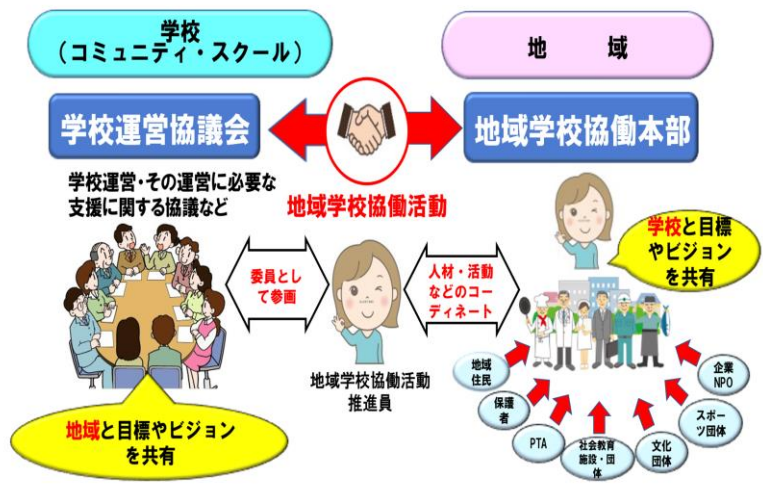 学校
(コミュニティ・スクール)
地　域
学校運営協議会
地域学校協働本部
学校運営・その運営に必要な
支援に関する協議など
地域学校協働活動
学校と目標
やビジョン
を共有
委員とし
て参画
人材・活動
などのコー
ディネート
地域学校協働活動
推進員
地域と目標やビジョン
を共有
地域
住民
保護
者
PTA
社会教育
施設・団
体
文化
団体
スポー
ツ団体
企業
NPO